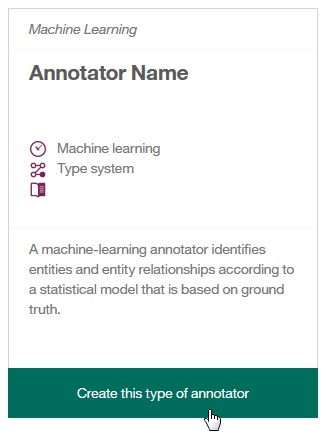 Machine Learning
Annotator Name
Machine learning
Type system
A machine-learning annotator identifies
entities and entity relationships according to
a statistical model that is based on ground
truth.
Create this type of annotator